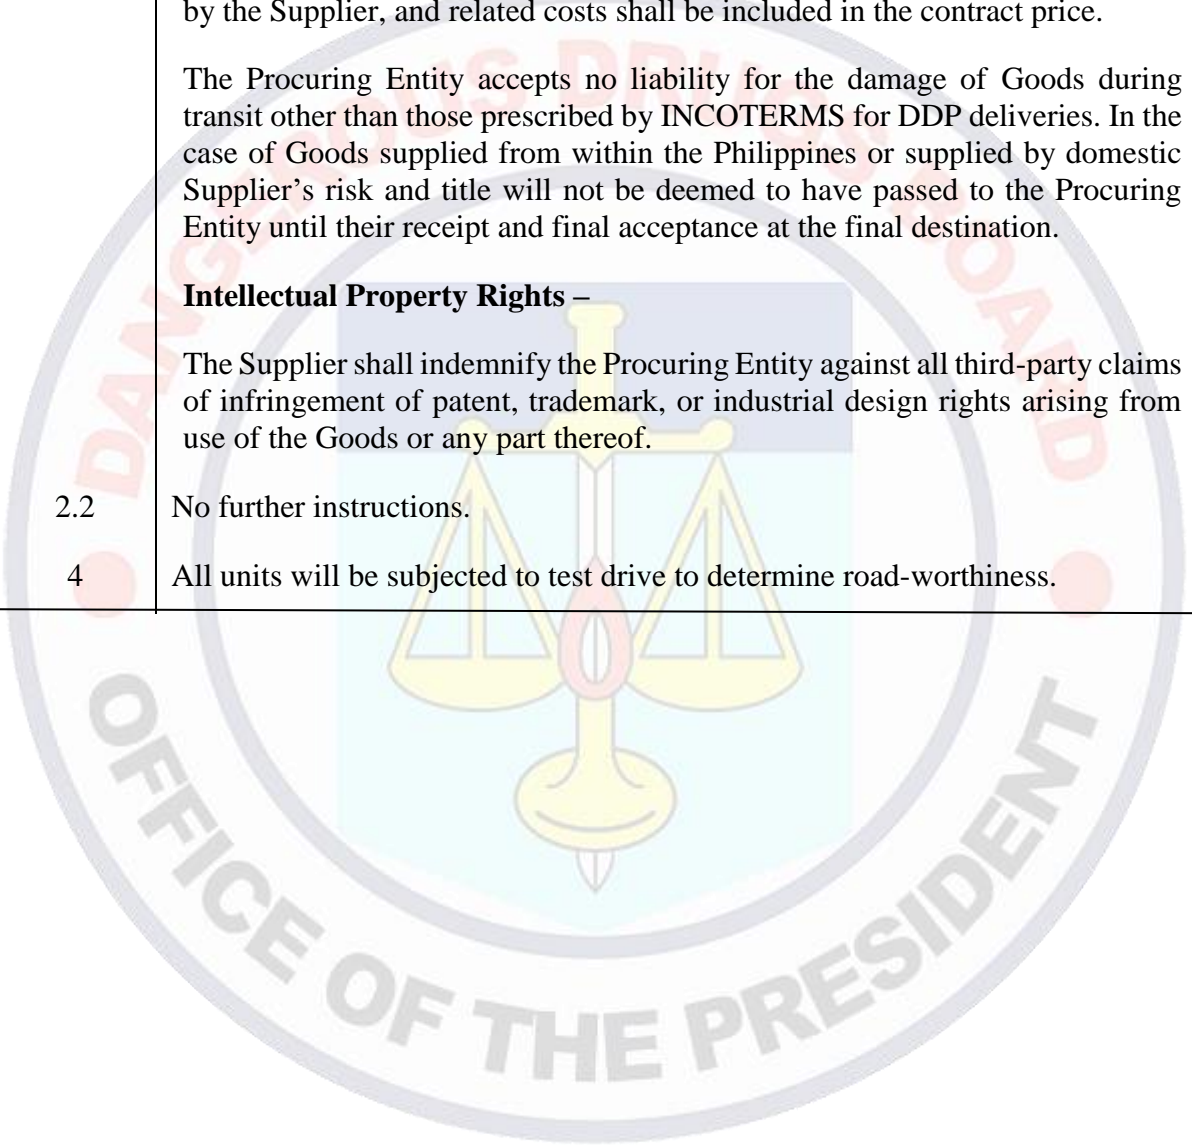 by the Supplier, and related costs shall be included in the contract price.
The Procuring Entity accepts no liability for the damage of Goods during
transit other than those prescribed by INCOTERMS for DDP deliveries. In the
case of Goods supplied from within the Philippines or supplied by domestic
Supplier’s risk and title will not be deemed to have passed to the Procuring
Entity until their receipt and final acceptance at the final destination.
Intellectual Property Rights –
The Supplier shall indemnify the Procuring Entity against all third-party claims
of infringement of patent, trademark, or industrial design rights arising from
use of the Goods or any part thereof.
2.2 No further instructions.
4 All units will be subjected to test drive to determine road-worthiness.
DANGEROUS DRUGS BOARD
OFFICE OF THE PRESIDENT